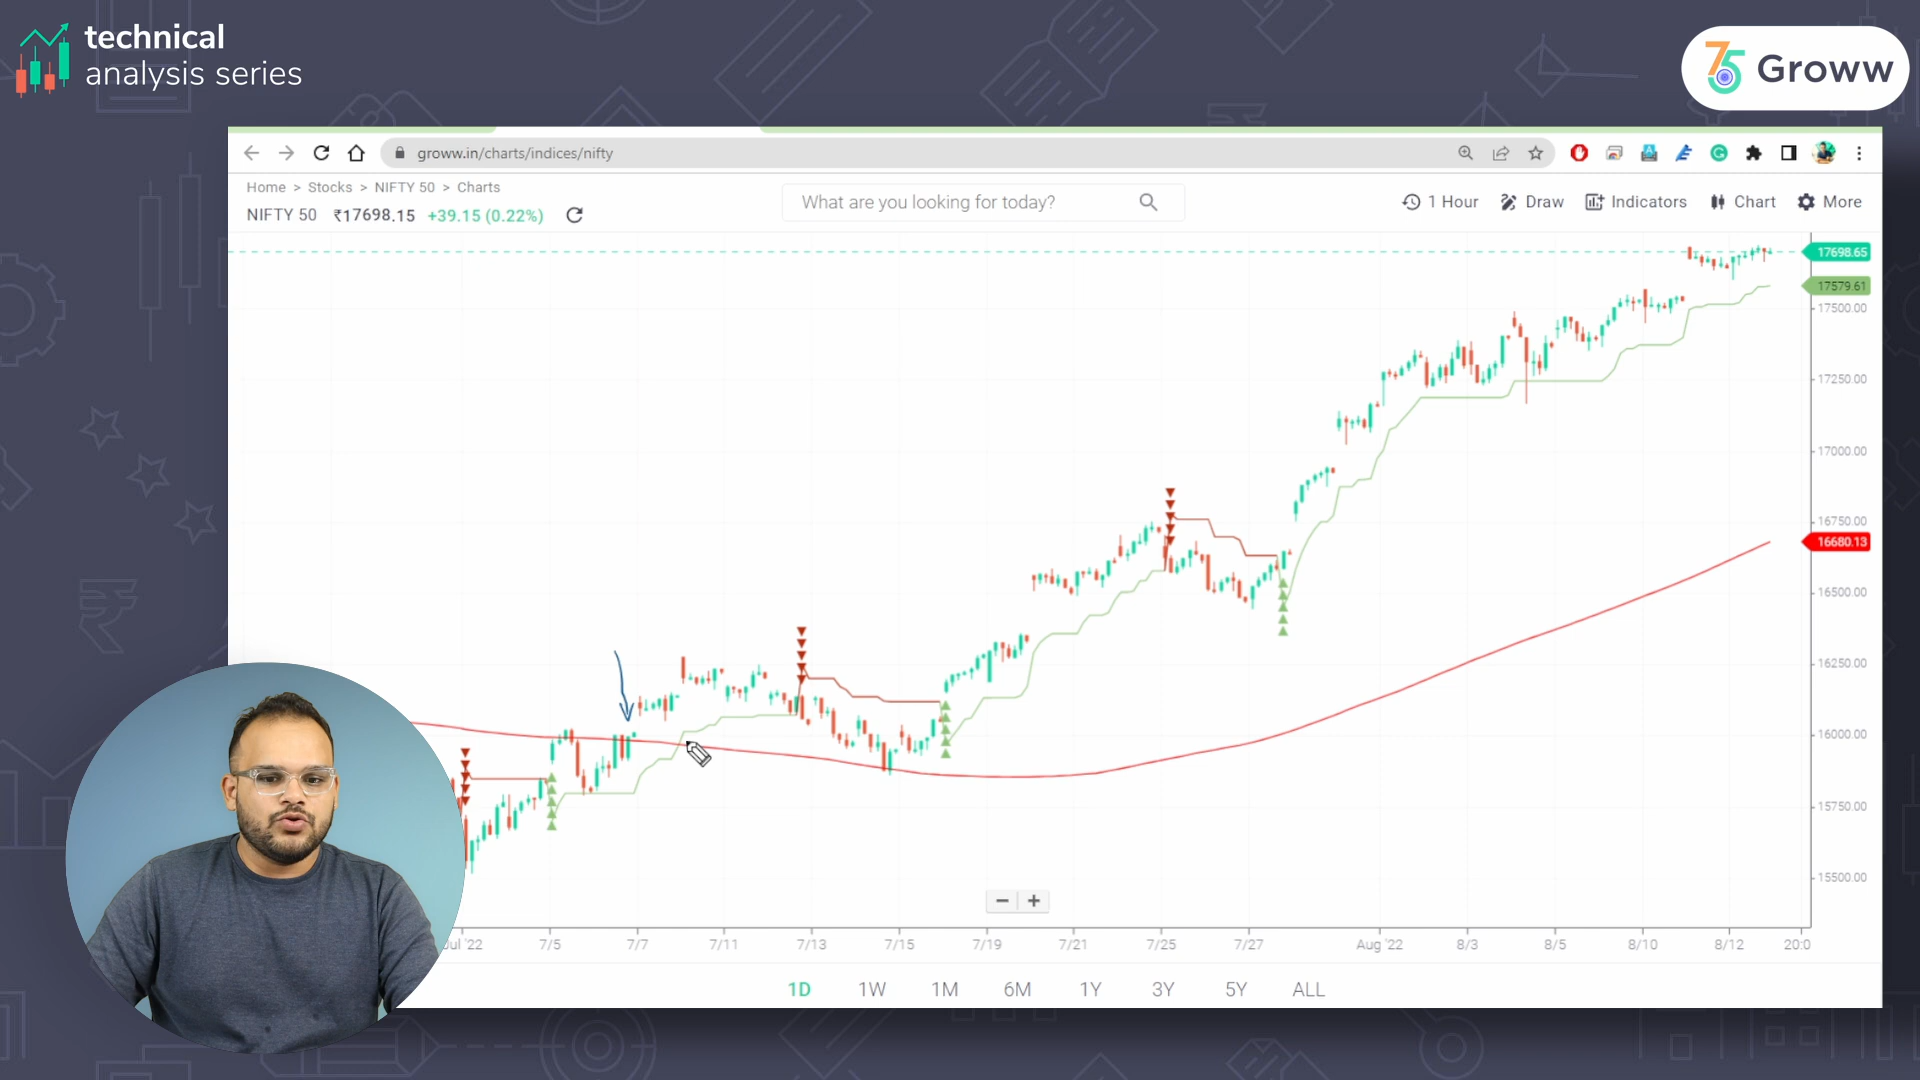 technical
analysis series
75 Groww
groww.in/charts/indices/nifty
Home > Stocks > NIFTY 50 > Charts
NIFTY 50 ₹17698.15 +39.15 (0.22%)
What are you looking for today?
1 Hour Draw Indicators Chart More
17698.65
17579.61
17500.00
17250.00
17000.00
16750.00
16680.13
16500.00
16250.00
16000.00
15750.00
15500.00
− +
Jul '22 7/5 7/7 7/11 7/13 7/15 7/19 7/21 7/25 7/27 Aug '22 8/3 8/5 8/10 8/12 20:0
1D 1W 1M 6M 1Y 3Y 5Y ALL